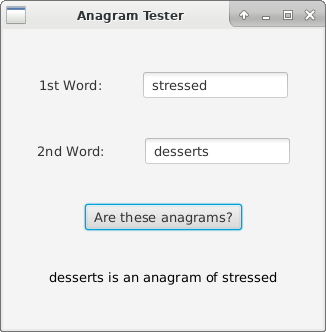 Anagram Tester
1st Word: stressed
2nd Word: desserts
Are these anagrams?
desserts is an anagram of stressed